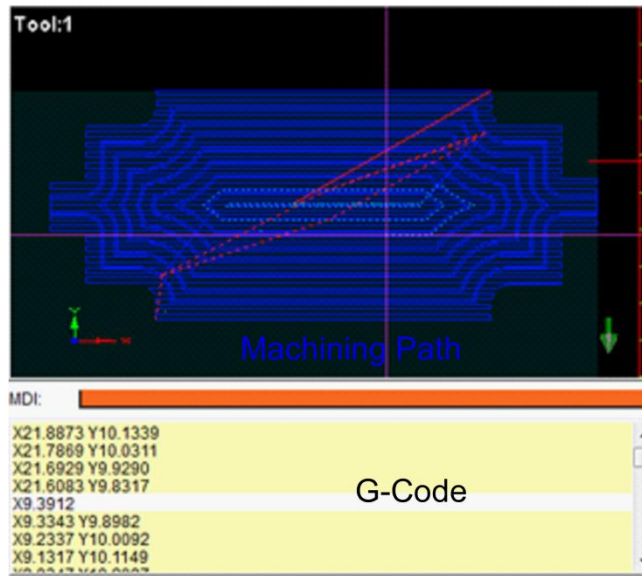 Tool:1
Y
X
Machining Path
MDI:
X21.8873 Y10.1339
X21.7869 Y10.0311
X21.6929 Y9.9290
X21.6083 Y9.8317
X9.3912
X9.3343 Y9.8982
X9.2337 Y10.0092
X9.1317 Y10.1149
G-Code